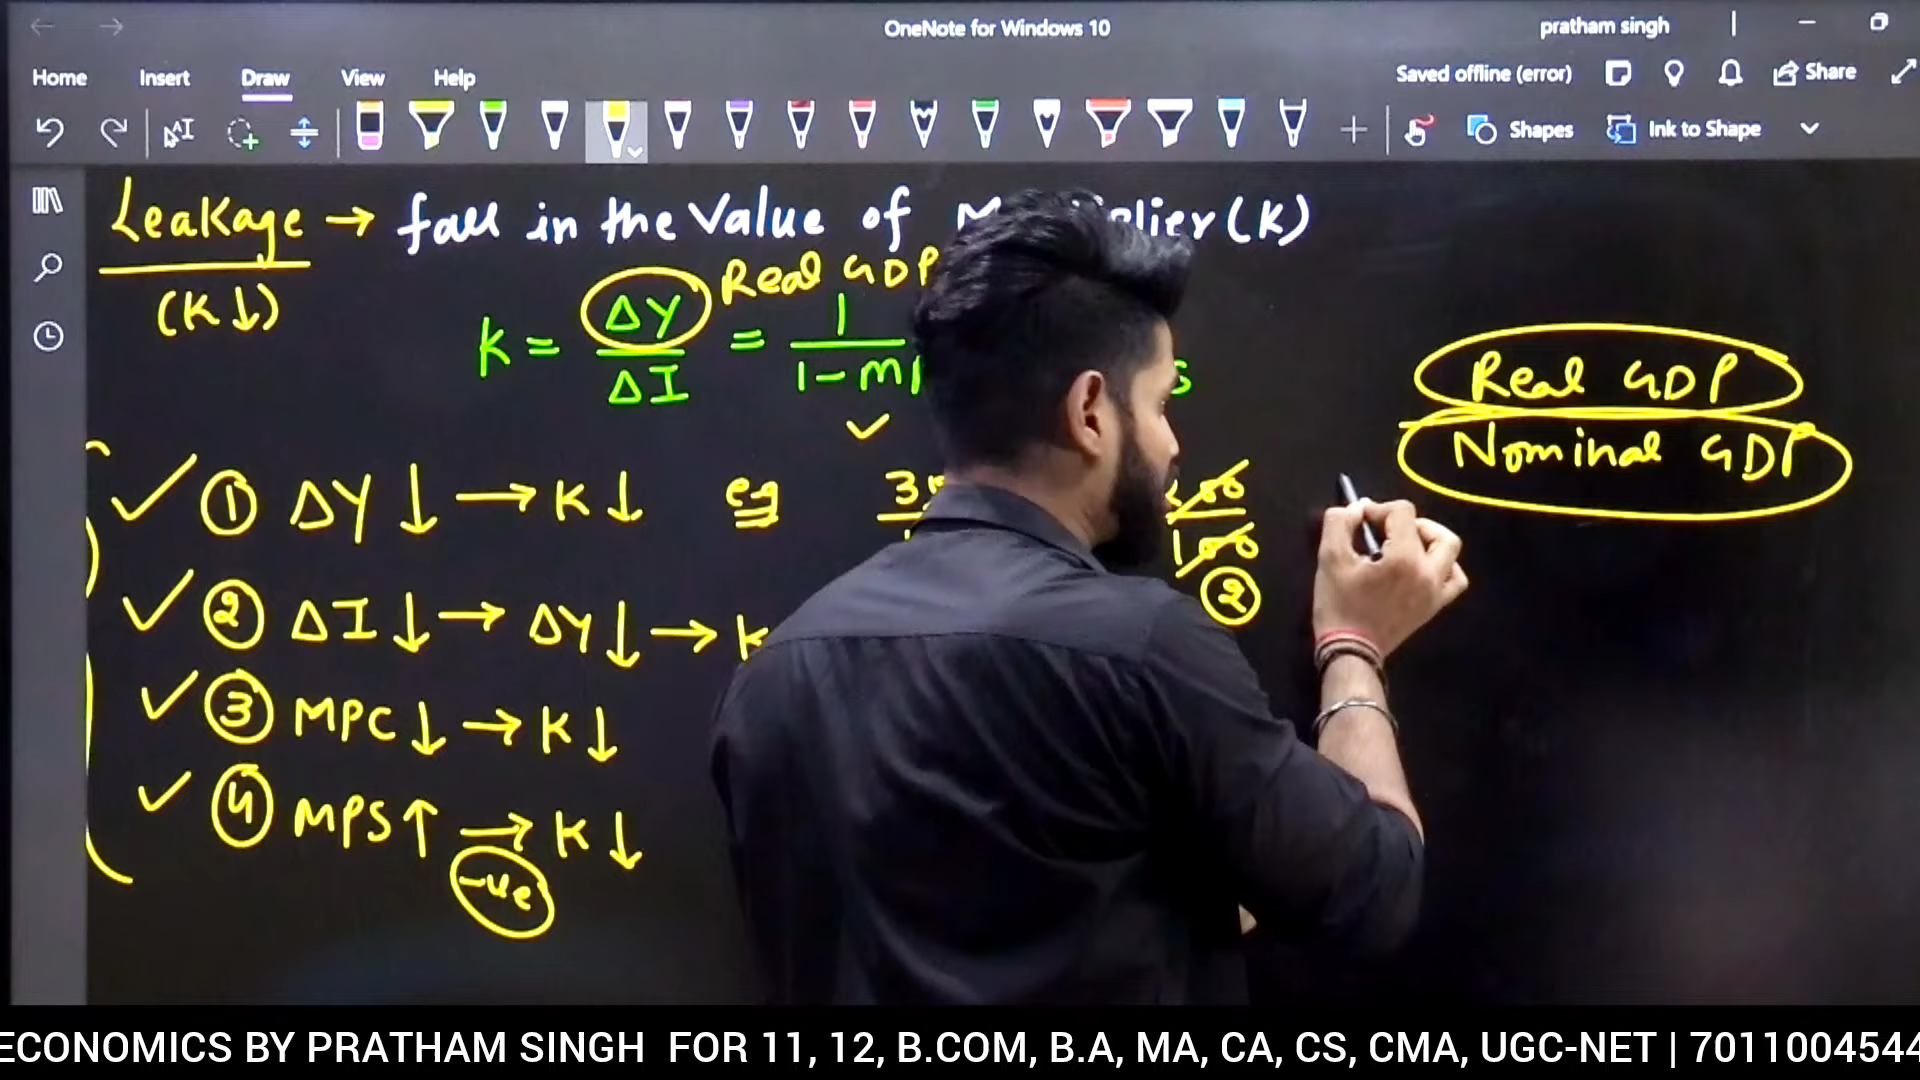 OneNote for Windows 10
pratham singh
Home Insert Draw View Help
Saved offline (error) Share
Shapes Ink to Shape
Leakage → fall in the Value of (K)
(K↓)
K = ΔY/ΔI = 1/1-
Real GDP
Real GDP
Nominal GDP
① ΔY↓ → K↓ eg
100
②
② ΔI↓ → ΔY↓ → K
③ MPC↓ → K↓
④ MPS↑ → K↓
-ve
ECONOMICS BY PRATHAM SINGH FOR 11, 12, B.COM, B.A, MA, CA, CS, CMA, UGC-NET | 7011004544